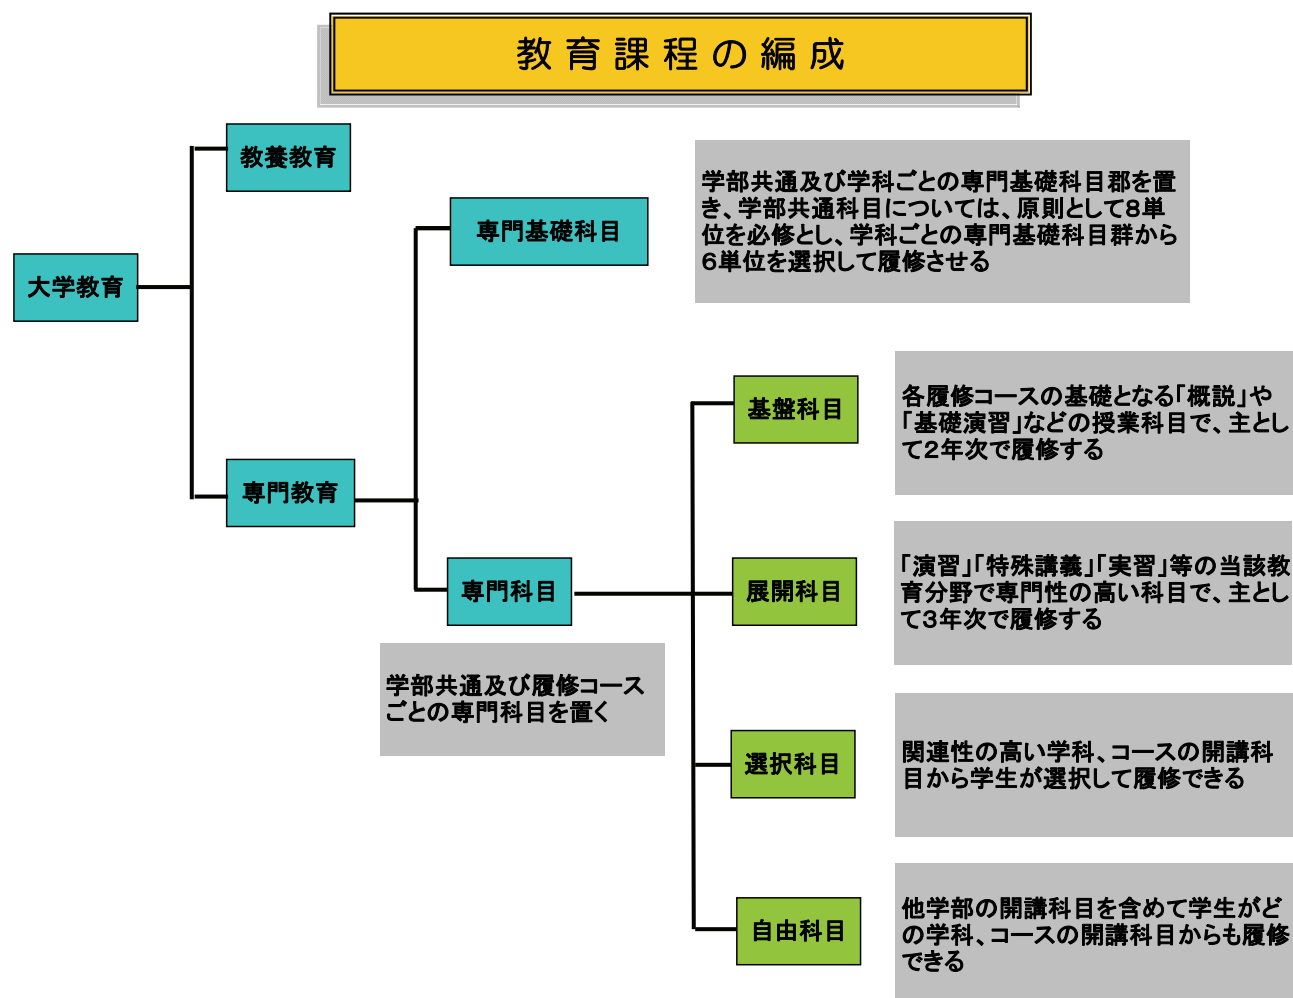 教育課程の編成
教養教育
大学教育
専門教育
専門基礎科目
学部共通及び学科ごとの専門基礎科目郡を置
き、学部共通科目については、原則として８単
位を必修とし、学科ごとの専門基礎科目群から
６単位を選択して履修させる
専門科目
学部共通及び履修コース
ごとの専門科目を置く
基盤科目
各履修コースの基礎となる「概説」や
「基礎演習」などの授業科目で、主とし
て２年次で履修する
展開科目
「演習」「特殊講義」「実習」等の当該教
育分野で専門性の高い科目で、主とし
て３年次で履修する
選択科目
関連性の高い学科、コースの開講科
目から学生が選択して履修できる
自由科目
他学部の開講科目を含めて学生がど
の学科、コースの開講科目からも履修
できる